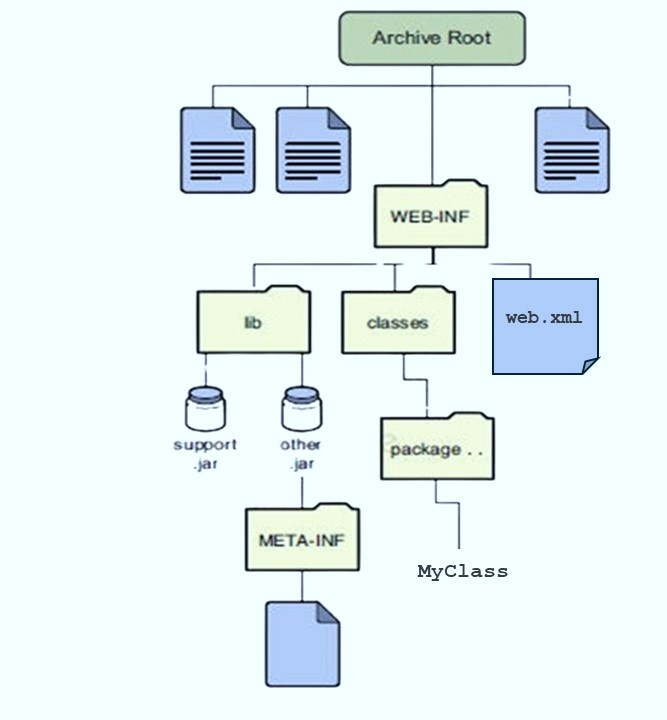 Archive Root
WEB-INF
lib
classes
web.xml
support
.jar
other
.jar
package . .
META-INF
MyClass